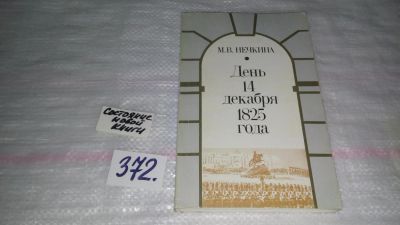 М.В. НЕЧКИНА
День
14
декабря
1825
года
Состояние
новой
книги
372.